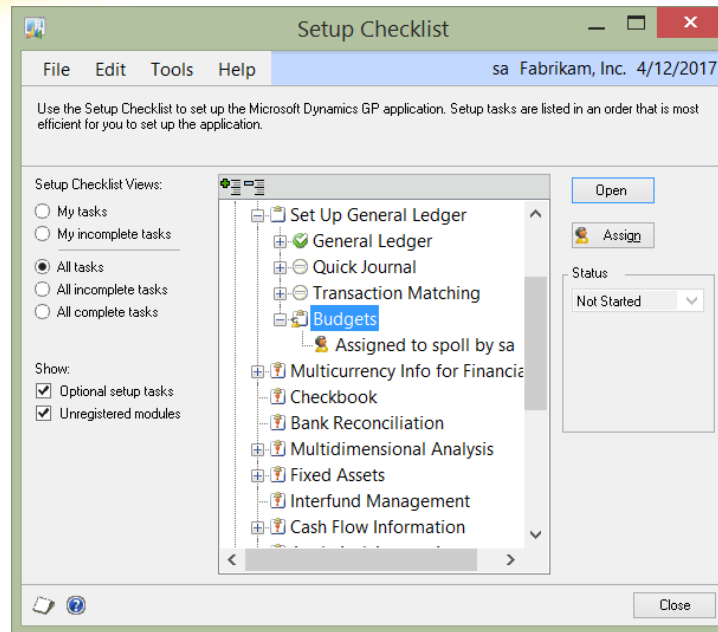 Setup Checklist
File Edit Tools Help sa Fabrikam, Inc. 4/12/2017
Use the Setup Checklist to set up the Microsoft Dynamics GP application. Setup tasks are listed in an order that is most
efficient for you to set up the application.
Setup Checklist Views:
My tasks
My incomplete tasks
All tasks
All incomplete tasks
All complete tasks
Show:
Optional setup tasks
Unregistered modules
Set Up General Ledger
General Ledger
Quick Journal
Transaction Matching
Budgets
Assigned to spoll by sa
Multicurrency Info for Financia
Checkbook
Bank Reconciliation
Multidimensional Analysis
Fixed Assets
Interfund Management
Cash Flow Information
Open
Assign
Status
Not Started
Close